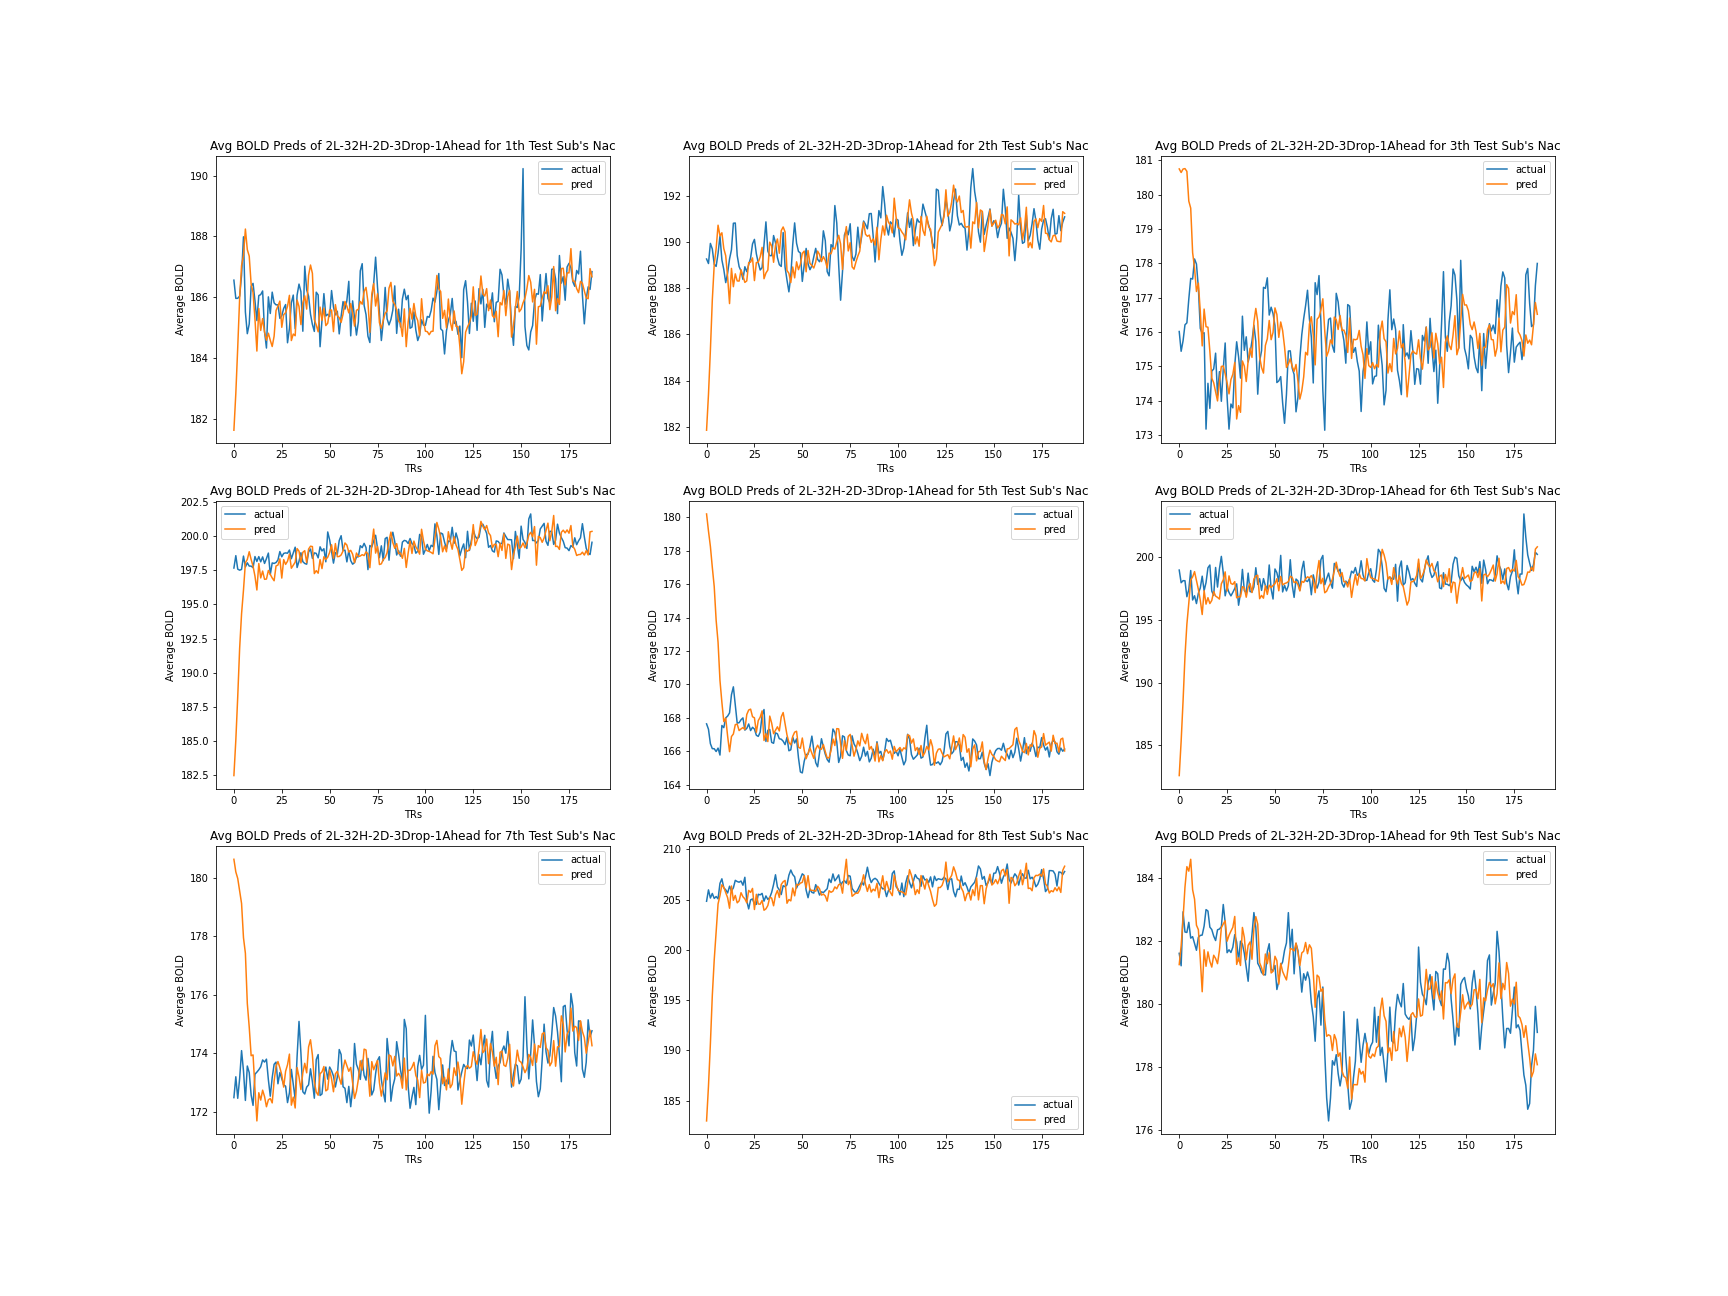 Avg BOLD Preds of 2L-32H-2D-3Drop-1Ahead for 1th Test Sub's Nac
actual
pred
190
188
186
184
182
Average BOLD
0 25 50 75 100 125 150 175
TRs
Avg BOLD Preds of 2L-32H-2D-3Drop-1Ahead for 2th Test Sub's Nac
actual
pred
192
190
188
186
184
182
Average BOLD
0 25 50 75 100 125 150 175
TRs
Avg BOLD Preds of 2L-32H-2D-3Drop-1Ahead for 3th Test Sub's Nac
actual
pred
181
180
179
178
177
176
175
174
173
Average BOLD
0 25 50 75 100 125 150 175
TRs
Avg BOLD Preds of 2L-32H-2D-3Drop-1Ahead for 4th Test Sub's Nac
actual
pred
202.5
200.0
197.5
195.0
192.5
190.0
187.5
185.0
182.5
Average BOLD
0 25 50 75 100 125 150 175
TRs
Avg BOLD Preds of 2L-32H-2D-3Drop-1Ahead for 5th Test Sub's Nac
actual
pred
180
178
176
174
172
170
168
166
164
Average BOLD
0 25 50 75 100 125 150 175
TRs
Avg BOLD Preds of 2L-32H-2D-3Drop-1Ahead for 6th Test Sub's Nac
actual
pred
200
195
190
185
Average BOLD
0 25 50 75 100 125 150 175
TRs
Avg BOLD Preds of 2L-32H-2D-3Drop-1Ahead for 7th Test Sub's Nac
actual
pred
180
178
176
174
172
Average BOLD
0 25 50 75 100 125 150 175
TRs
Avg BOLD Preds of 2L-32H-2D-3Drop-1Ahead for 8th Test Sub's Nac
210
205
200
195
190
185
Average BOLD
actual
pred
0 25 50 75 100 125 150 175
TRs
Avg BOLD Preds of 2L-32H-2D-3Drop-1Ahead for 9th Test Sub's Nac
actual
pred
184
182
180
178
176
Average BOLD
0 25 50 75 100 125 150 175
TRs